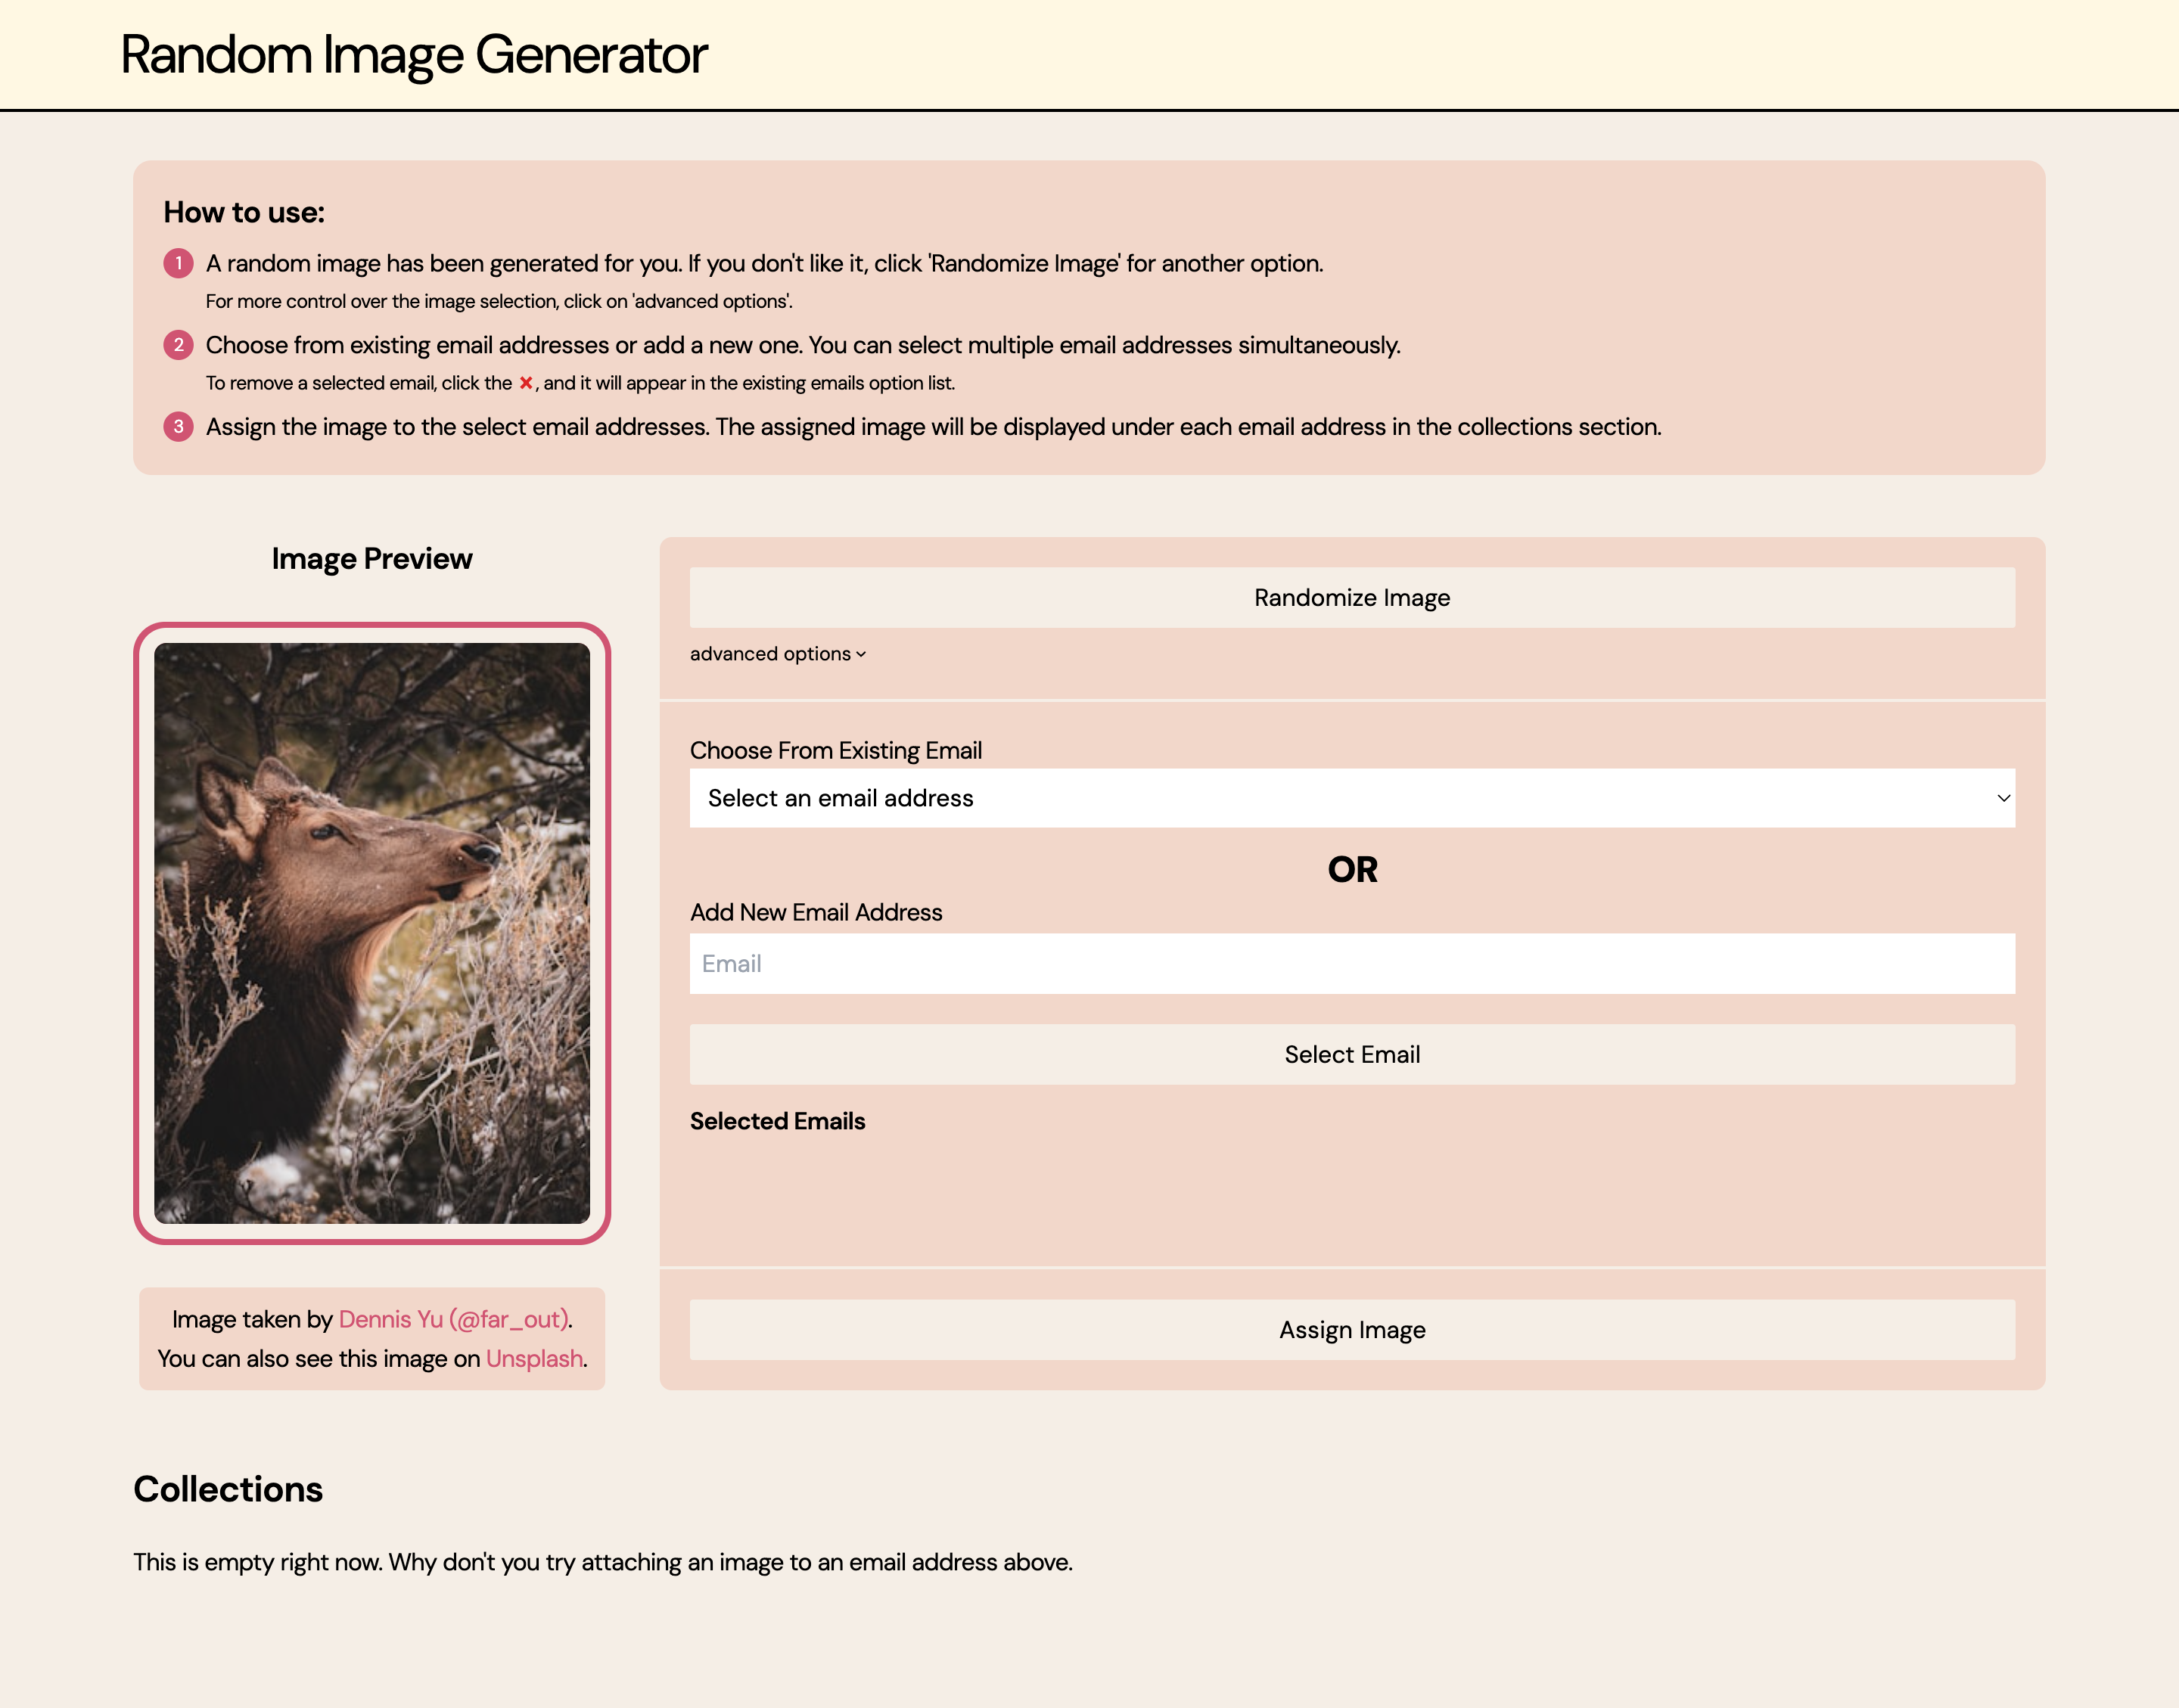 Random Image Generator
How to use:
1 A random image has been generated for you. If you don't like it, click 'Randomize Image' for another option.
For more control over the image selection, click on 'advanced options'.
2 Choose from existing email addresses or add a new one. You can select multiple email addresses simultaneously.
To remove a selected email, click the ❌, and it will appear in the existing emails option list.
3 Assign the image to the select email addresses. The assigned image will be displayed under each email address in the collections section.
Image Preview
Image taken by Dennis Yu (@far_out).
You can also see this image on Unsplash.
Randomize Image
advanced options
Choose From Existing Email
Select an email address
OR
Add New Email Address
Email
Select Email
Selected Emails
Assign Image
Collections
This is empty right now. Why don't you try attaching an image to an email address above.